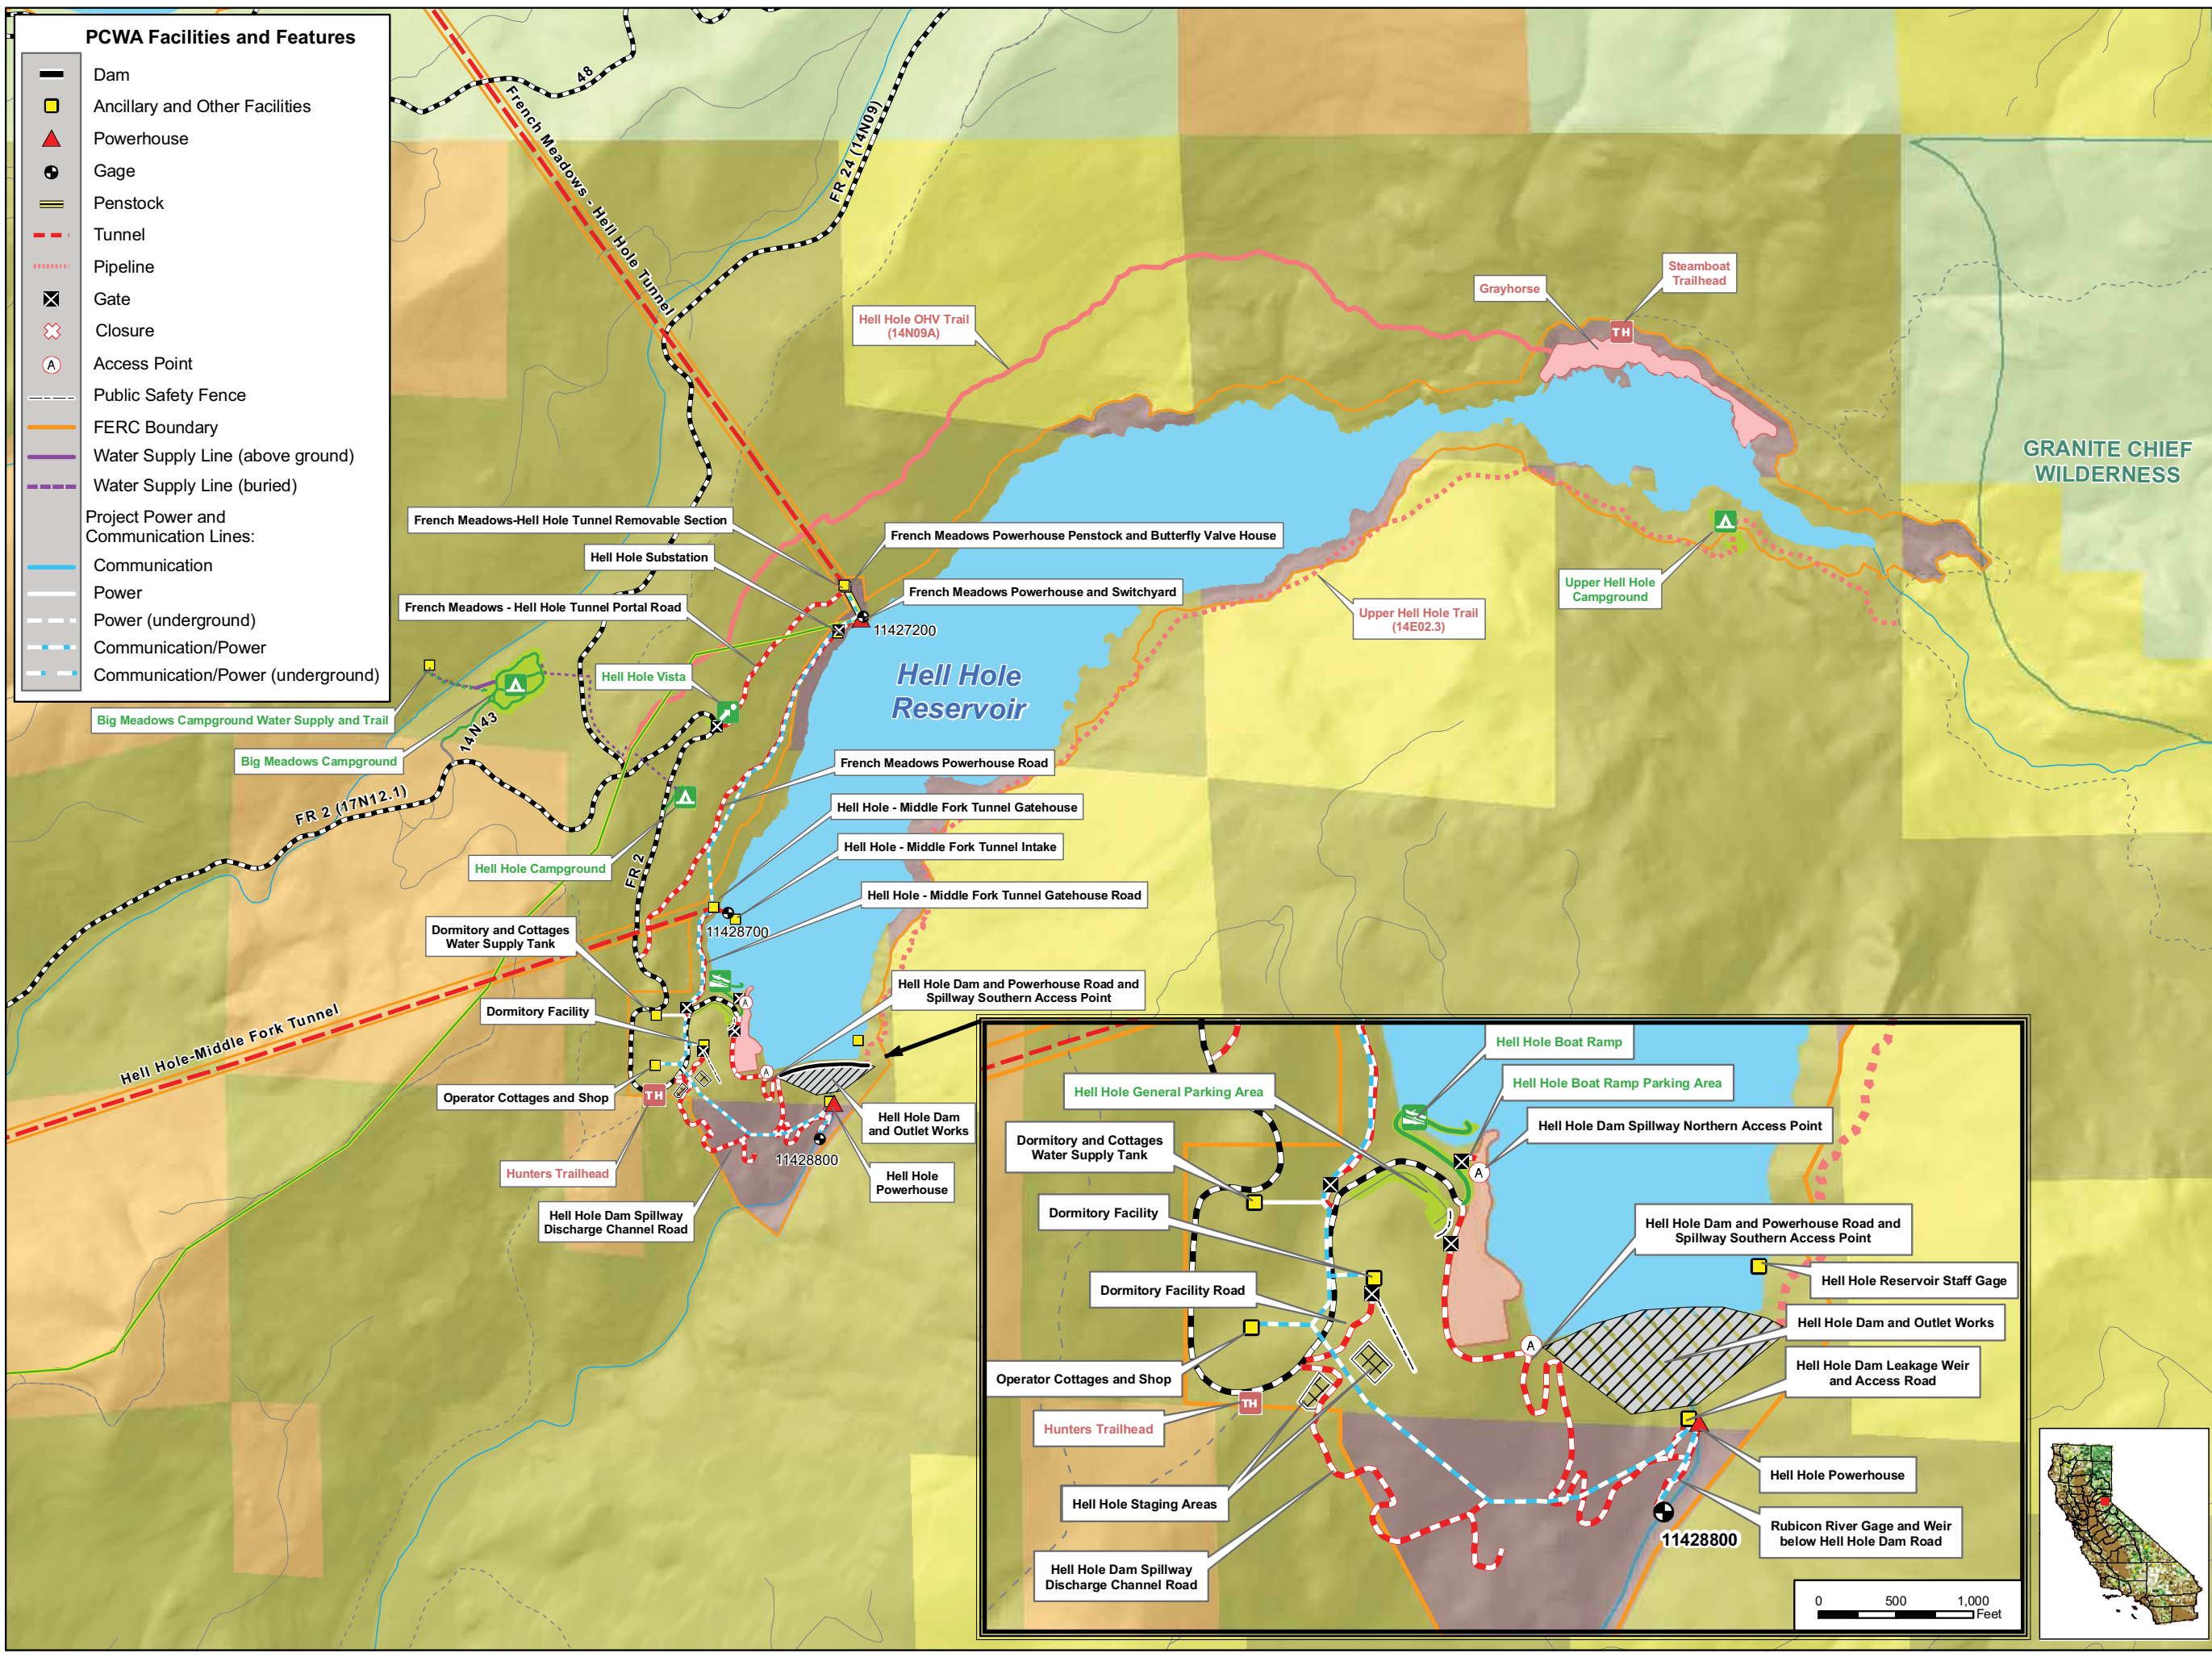 PCWA Facilities and Features
Dam
Ancillary and Other Facilities
Powerhouse
Gage
Penstock
Tunnel
Pipeline
Gate
Closure
A
Access Point
Public Safety Fence
FERC Boundary
Water Supply Line (above ground)
Water Supply Line (buried)
Project Power and
Communication Lines:
Communication
Power
Power (underground)
Communication/Power
Communication/Power (underground)
48
French Meadows - Hell Hole Tunnel
FR 24 (14N09)
Hell Hole OHV Trail
(14N09A)
Grayhorse
Steamboat
Trailhead
TH
GRANITE CHIEF
WILDERNESS
French Meadows-Hell Hole Tunnel Removable Section
French Meadows Powerhouse Penstock and Butterfly Valve House
Hell Hole Substation
French Meadows Powerhouse and Switchyard
French Meadows - Hell Hole Tunnel Portal Road
11427200
Upper Hell Hole
Campground
Upper Hell Hole Trail
(14E02.3)
Hell Hole
Reservoir
Hell Hole Vista
Big Meadows Campground Water Supply and Trail
14N43
Big Meadows Campground
FR 2 (17N12.1)
French Meadows Powerhouse Road
Hell Hole - Middle Fork Tunnel Gatehouse
Hell Hole - Middle Fork Tunnel Intake
Hell Hole Campground
FR 2
Hell Hole - Middle Fork Tunnel Gatehouse Road
Dormitory and Cottages
Water Supply Tank
11428700
Hell Hole Dam and Powerhouse Road and
Spillway Southern Access Point
A
Dormitory Facility
Hell Hole-Middle Fork Tunnel
A
Operator Cottages and Shop
TH
Hell Hole Dam
and Outlet Works
11428800
Hunters Trailhead
Hell Hole
Powerhouse
Hell Hole Dam Spillway
Discharge Channel Road
Hell Hole Boat Ramp
Hell Hole General Parking Area
Hell Hole Boat Ramp Parking Area
Hell Hole Dam Spillway Northern Access Point
Dormitory and Cottages
Water Supply Tank
A
Dormitory Facility
Hell Hole Dam and Powerhouse Road and
Spillway Southern Access Point
Hell Hole Reservoir Staff Gage
Dormitory Facility Road
Hell Hole Dam and Outlet Works
A
Hell Hole Dam Leakage Weir
and Access Road
Operator Cottages and Shop
TH
Hunters Trailhead
Hell Hole Powerhouse
Hell Hole Staging Areas
Rubicon River Gage and Weir
below Hell Hole Dam Road
11428800
Hell Hole Dam Spillway
Discharge Channel Road
0 500 1,000
Feet